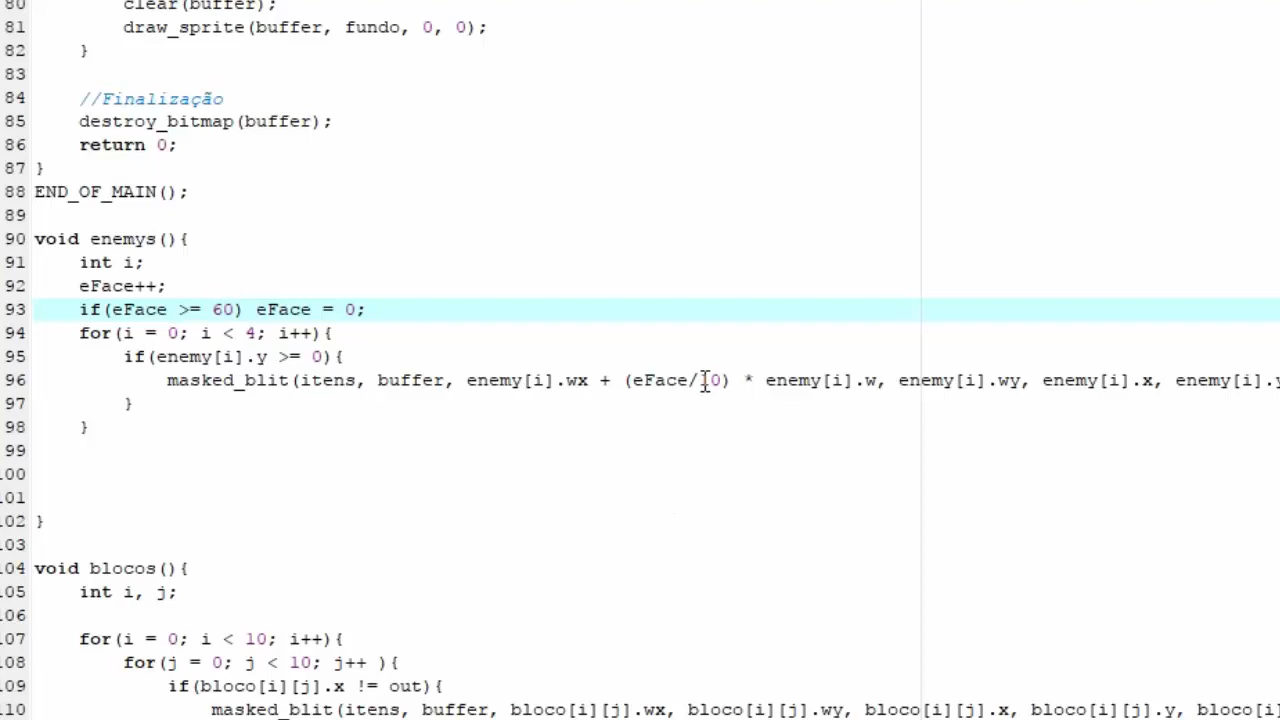 80 clear(buffer);
81 draw_sprite(buffer, fundo, 0, 0);
82 }
83
84 //Finalização
85 destroy_bitmap(buffer);
86 return 0;
87 }
88 END_OF_MAIN();
89
90 void enemys(){
91 int i;
92 eFace++;
93 if(eFace >= 60) eFace = 0;
94 for(i = 0; i < 4; i++){
95 if(enemy[i].y >= 0){
96 masked_blit(itens, buffer, enemy[i].wx + (eFace/10) * enemy[i].w, enemy[i].wy, enemy[i].x, enemy[i].y
97 }
98 }
99
100
101
102 }
103
104 void blocos(){
105 int i, j;
106
107 for(i = 0; i < 10; i++){
108 for(j = 0; j < 10; j++ ){
109 if(bloco[i][j].x != out){
110 masked_blit(itens, buffer, bloco[i][j].wx, bloco[i][j].wy, bloco[i][j].x, bloco[i][j].y, bloco[i]